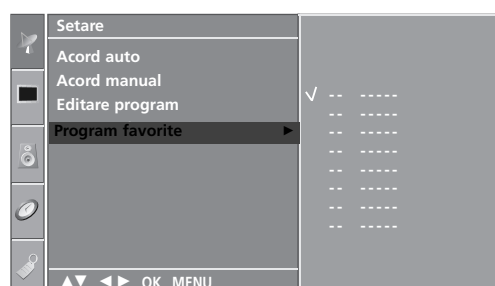 Setare
Acord auto
Acord manual
Editare program
Program favorite ►
√ -- -----
-- -----
-- -----
-- -----
-- -----
-- -----
-- -----
-- -----
▲▼ ◄► OK MENU